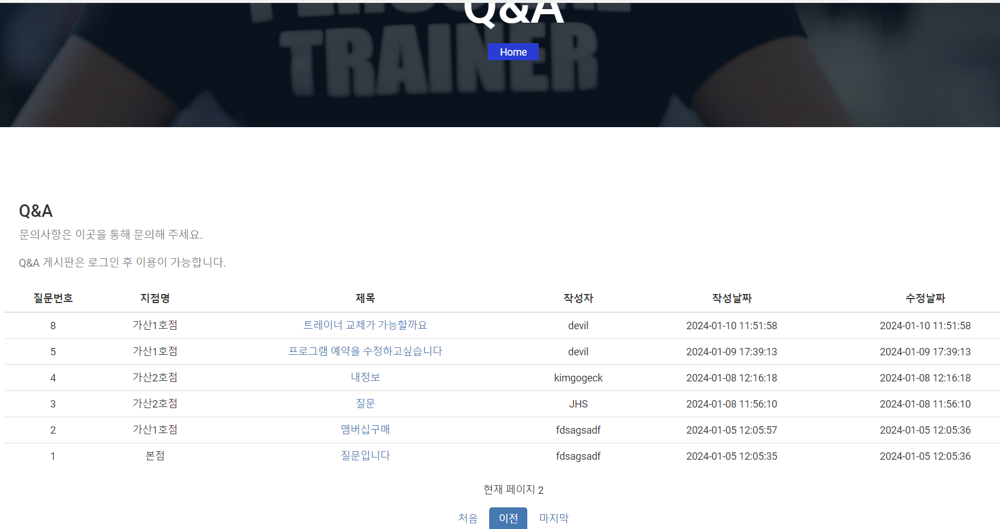 Q&A
TRAINER
Home
Q&A
문의사항은 이곳을 통해 문의해 주세요.
Q&A 게시판은 로그인 후 이용이 가능합니다.
질문번호 지점명 제목 작성자 작성날짜 수정날짜
8 가산1호점 트레이너 교체가 가능할까요 devil 2024-01-10 11:51:58 2024-01-10 11:51:58
5 가산1호점 프로그램 예약을 수정하고싶습니다 devil 2024-01-09 17:39:13 2024-01-09 17:39:13
4 가산2호점 내정보 kimgogeck 2024-01-08 12:16:18 2024-01-08 12:16:18
3 가산2호점 질문 JHS 2024-01-08 11:56:10 2024-01-08 11:56:10
2 가산1호점 맴버십구매 fdsagsadf 2024-01-05 12:05:57 2024-01-05 12:05:36
1 본점 질문입니다 fdsagsadf 2024-01-05 12:05:35 2024-01-05 12:05:36
현재 페이지 2
처음 이전 마지막